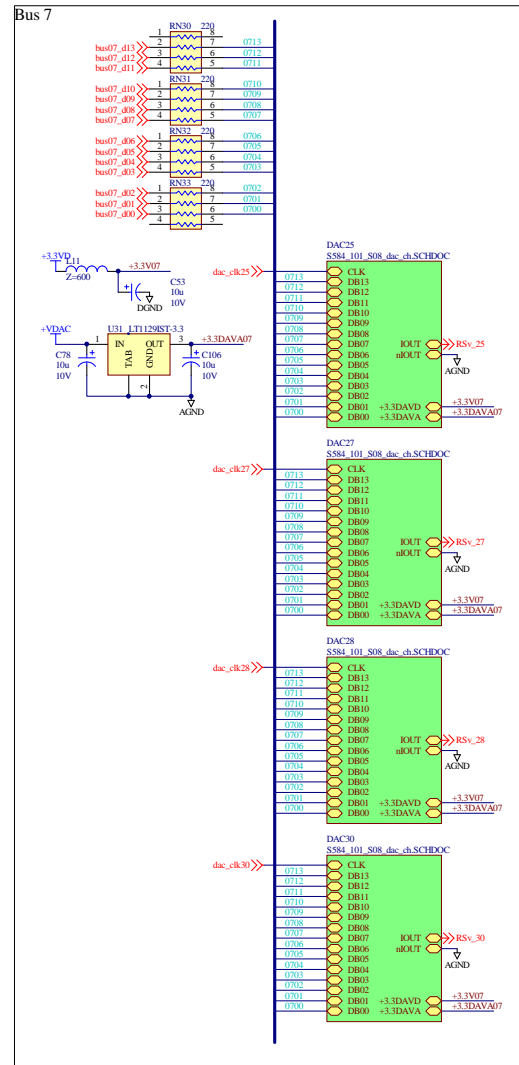 Bus 7
RN30 220
1 8
bus07_d13 2 7 0713
bus07_d12 3 6 0712
bus07_d11 4 5 0711
RN31 220
bus07_d10 1 8 0710
bus07_d09 2 7 0709
bus07_d08 3 6 0708
bus07_d07 4 5 0707
RN32 220
bus07_d06 1 8 0706
bus07_d05 2 7 0705
bus07_d04 3 6 0704
bus07_d03 4 5 0703
RN33 220
bus07_d02 1 8 0702
bus07_d01 2 7 0701
bus07_d00 3 6 0700
4 5
+3.3VD
L11
Z=600
+3.3V07
C53
10u
10V
DGND
+VDAC
U31 LT1129IST-3.3
1 IN OUT 3
+3.3DAVA07
TAB
GND
2
C78
10u
10V
C106
10u
10V
AGND
DAC25
S584_101_S08_dac_ch.SCHDOC
dac_clk25 CLK
0713 DB13
0712 DB12
0711 DB11
0710 DB10
0709 DB09
0708 DB08
0707 DB07 IOUT RSv_25
0706 DB06 nIOUT
0705 DB05 AGND
0704 DB04
0703 DB03
0702 DB02
0701 DB01 +3.3DAVD +3.3V07
0700 DB00 +3.3DAVA +3.3DAVA07
DAC27
S584_101_S08_dac_ch.SCHDOC
dac_clk27 CLK
0713 DB13
0712 DB12
0711 DB11
0710 DB10
0709 DB09
0708 DB08
0707 DB07 IOUT RSv_27
0706 DB06 nIOUT
0705 DB05 AGND
0704 DB04
0703 DB03
0702 DB02
0701 DB01 +3.3DAVD +3.3V07
0700 DB00 +3.3DAVA +3.3DAVA07
DAC28
S584_101_S08_dac_ch.SCHDOC
dac_clk28 CLK
0713 DB13
0712 DB12
0711 DB11
0710 DB10
0709 DB09
0708 DB08
0707 DB07 IOUT RSv_28
0706 DB06 nIOUT
0705 DB05 AGND
0704 DB04
0703 DB03
0702 DB02
0701 DB01 +3.3DAVD +3.3V07
0700 DB00 +3.3DAVA +3.3DAVA07
DAC30
S584_101_S08_dac_ch.SCHDOC
dac_clk30 CLK
0713 DB13
0712 DB12
0711 DB11
0710 DB10
0709 DB09
0708 DB08
0707 DB07 IOUT RSv_30
0706 DB06 nIOUT
0705 DB05 AGND
0704 DB04
0703 DB03
0702 DB02
0701 DB01 +3.3DAVD +3.3V07
0700 DB00 +3.3DAVA +3.3DAVA07